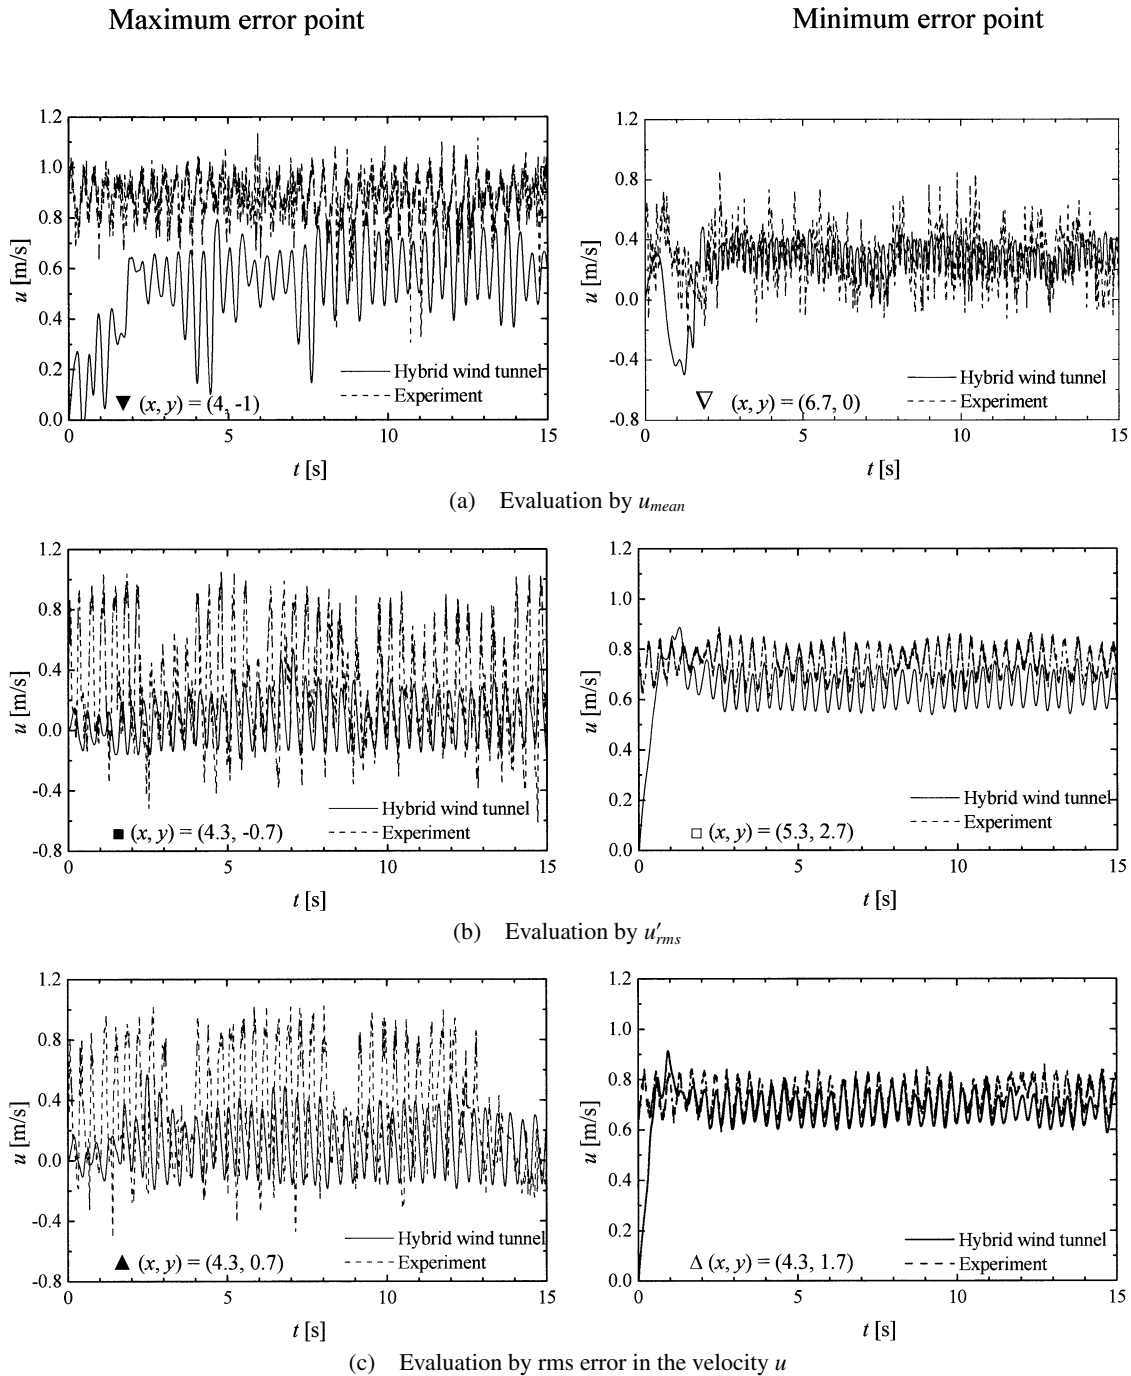 Maximum error point Minimum error point
1.2
1.0
0.8
0.6
0.4
0.2
0.0
u [m/s]
Hybrid wind tunnel
Experiment
▼ (x, y) = (4, -1)
0 5 10 15
t [s]
1.2
0.8
0.4
0.0
-0.4
-0.8
u [m/s]
Hybrid wind tunnel
Experiment
▽ (x, y) = (6.7, 0)
0 5 10 15
t [s]
(a) Evaluation by umean
1.2
0.8
0.4
0.0
-0.4
-0.8
u [m/s]
Hybrid wind tunnel
Experiment
■ (x, y) = (4.3, -0.7)
0 5 10 15
t [s]
1.2
1.0
0.8
0.6
0.4
0.2
0.0
u [m/s]
Hybrid wind tunnel
Experiment
□ (x, y) = (5.3, 2.7)
0 5 10 15
t [s]
(b) Evaluation by u′rms
1.2
0.8
0.4
0.0
-0.4
-0.8
u [m/s]
Hybrid wind tunnel
Experiment
▲ (x, y) = (4.3, 0.7)
0 5 10 15
t [s]
1.2
1.0
0.8
0.6
0.4
0.2
0.0
u [m/s]
Hybrid wind tunnel
Experiment
Δ (x, y) = (4.3, 1.7)
0 5 10 15
t [s]
(c) Evaluation by rms error in the velocity u